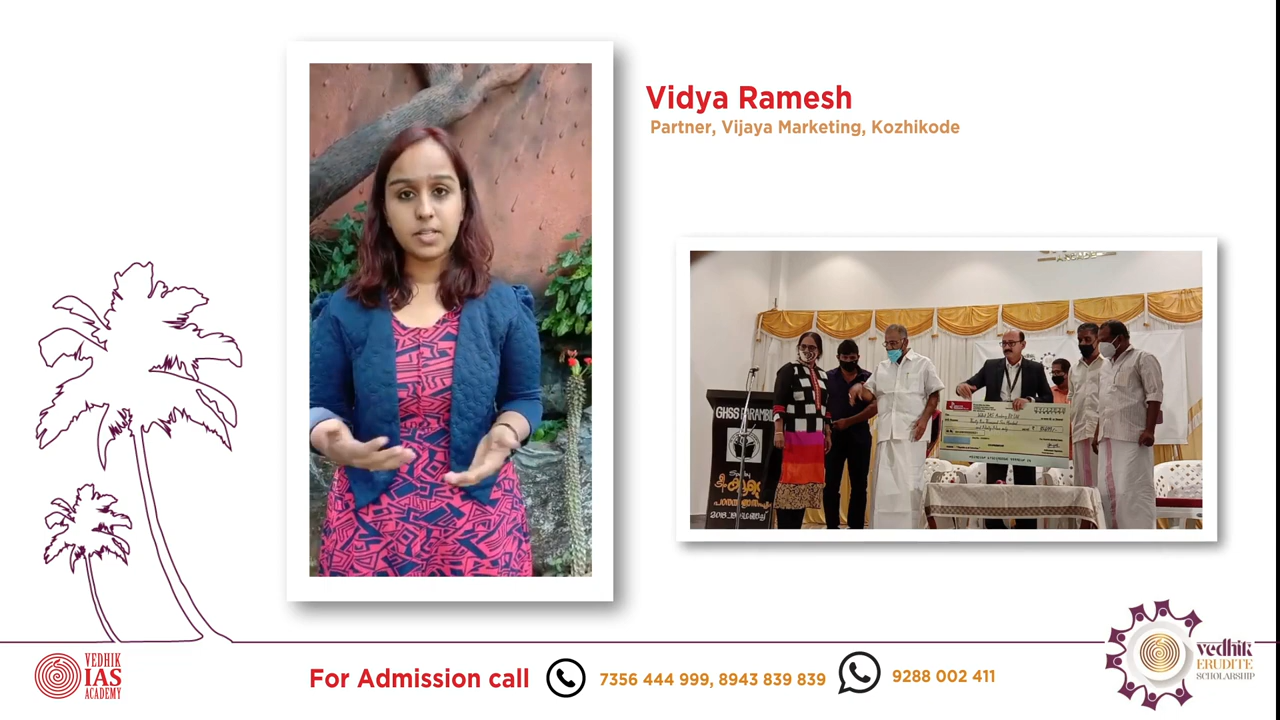 Vidya Ramesh
Partner, Vijaya Marketing, Kozhikode
GHSS PARAMBIL
VEDHIK
IAS
ACADEMY
For Admission call
7356 444 999, 8943 839 839
9288 002 411
vedhik
ERUDITE
SCHOLARSHIP